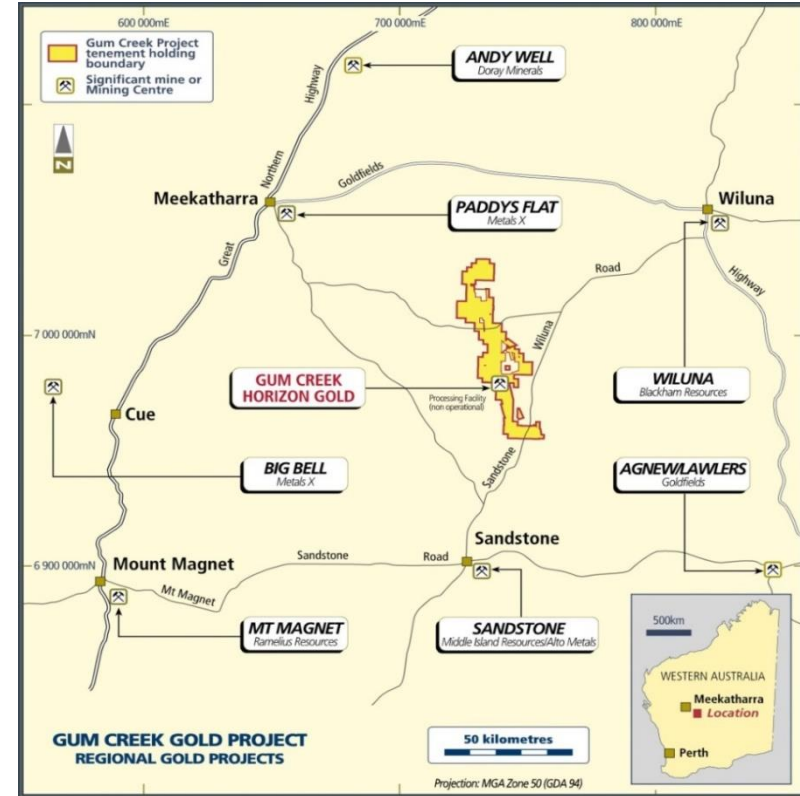 600 000mE
700 000mE
800 000mE
Gum Creek Project
tenement holding
boundary
Significant mine or
Mining Centre
ANDY WELL
Doray Minerals
Highway
Northern
Great
N
Goldfields
Meekatharra
Wiluna
PADDYS FLAT
Metals X
Road
Highway
Wiluna
7 000 000mN
GUM CREEK
HORIZON GOLD
Processing Facility
(non operational)
WILUNA
Blackham Resources
Cue
BIG BELL
Metals X
AGNEW/LAWLERS
Goldfields
Sandstone
Sandstone
6 900 000mN
Mount Magnet
Sandstone
Road
Mt Magnet
MT MAGNET
Ramelius Resources
SANDSTONE
Middle Island Resources/Alto Metals
500km
WESTERN AUSTRALIA
Meekatharra
Location
Perth
GUM CREEK GOLD PROJECT
REGIONAL GOLD PROJECTS
50 kilometres
Projection: MGA Zone 50 (GDA 94)